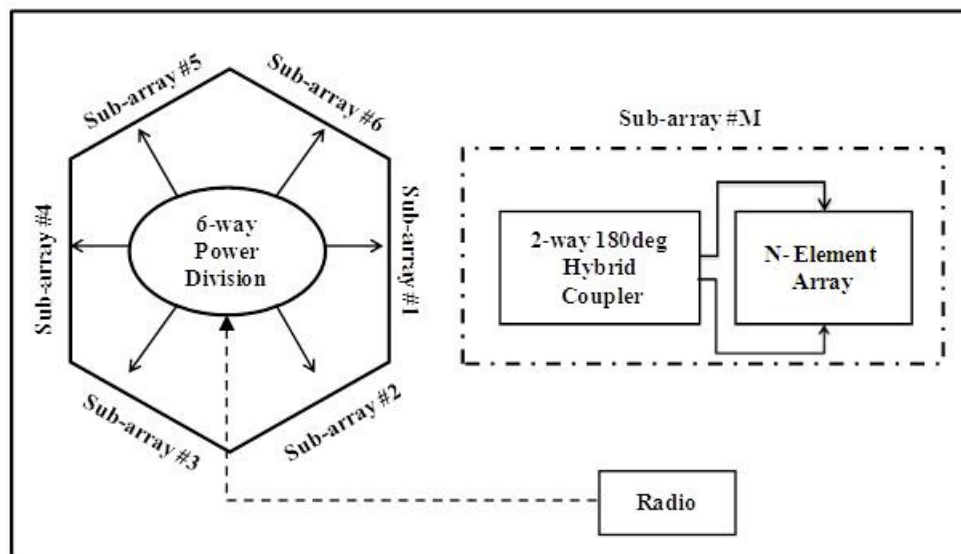 Sub-array #5
Sub-array #6
Sub-array #4
6-way
Power
Division
Sub-array #1
Sub-array #3
Sub-array #2
Sub-array #M
2-way 180deg
Hybrid
Coupler
N- Element
Array
Radio